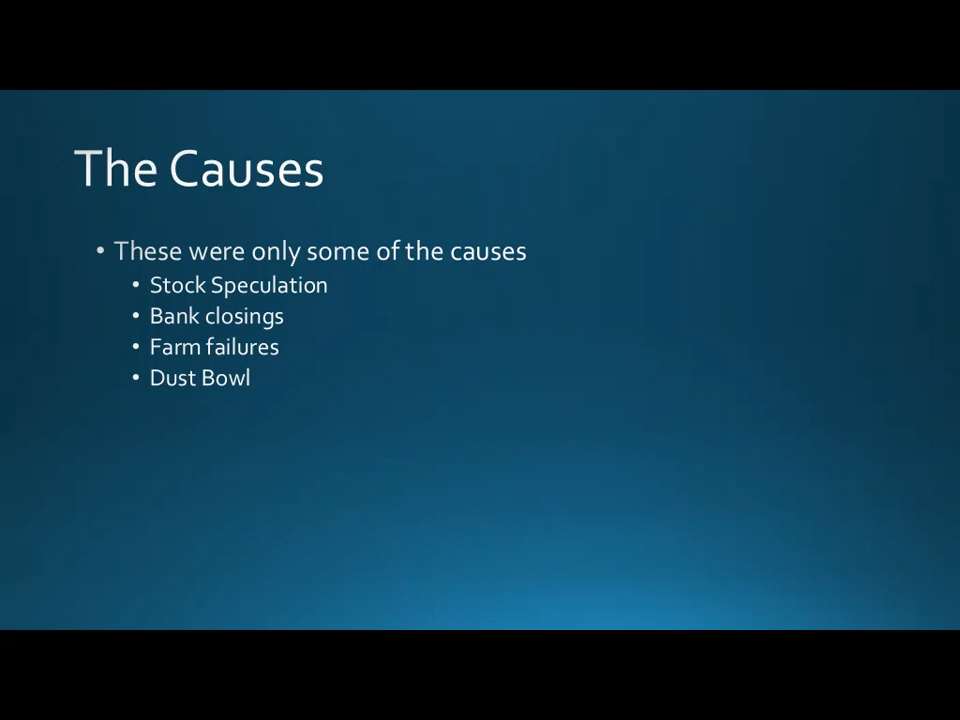 The Causes
• These were only some of the causes
• Stock Speculation
• Bank closings
• Farm failures
• Dust Bowl